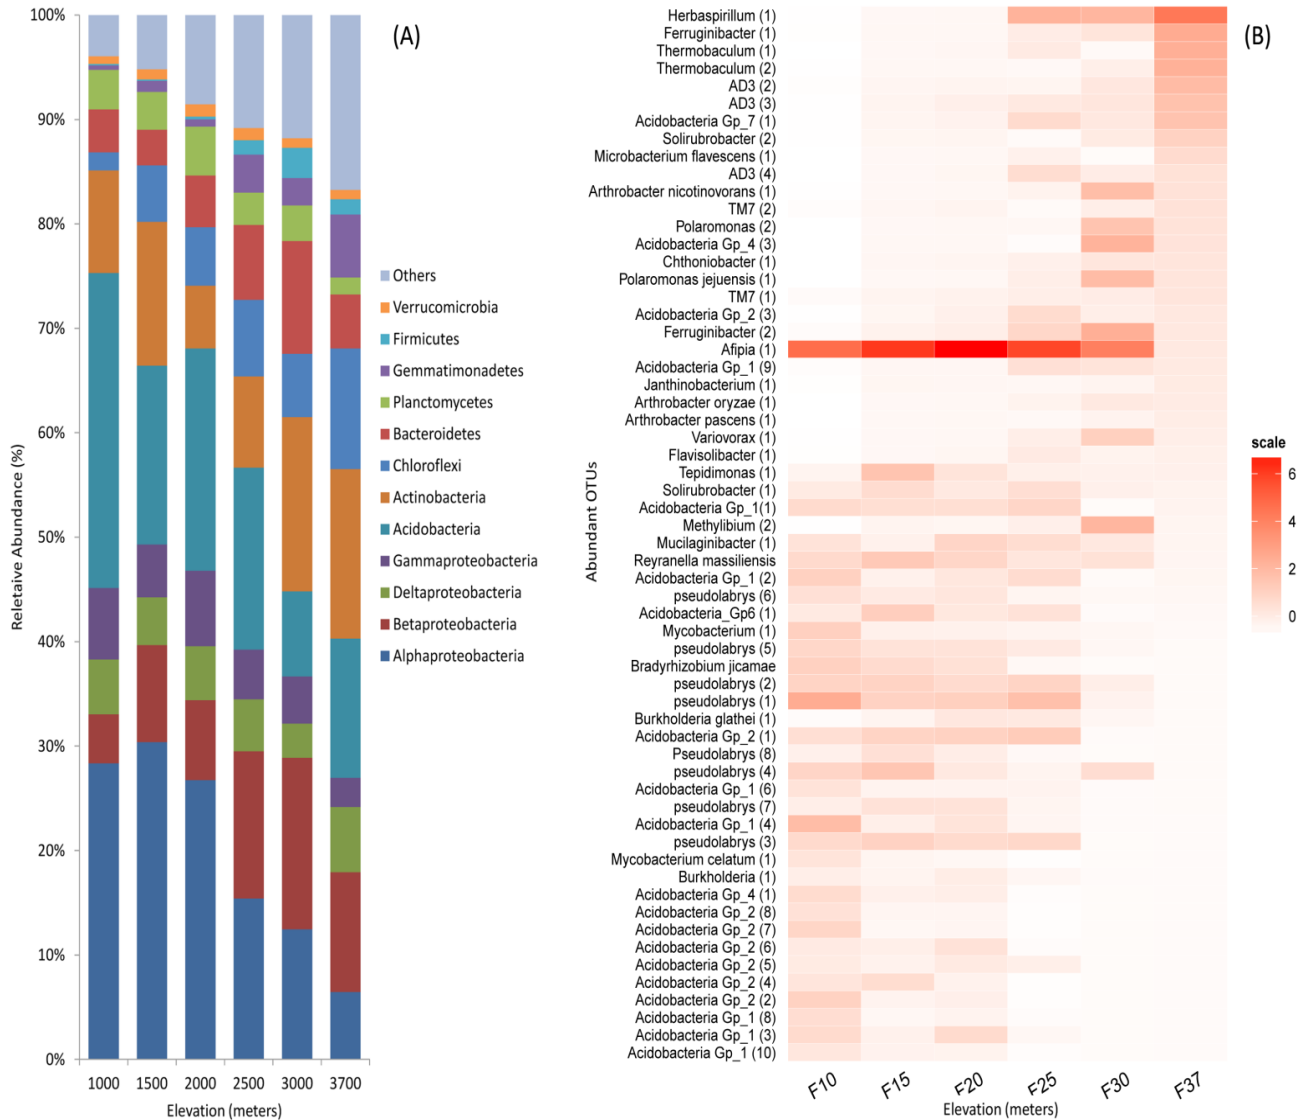 (A)
100%
90%
80%
70%
60%
50%
40%
30%
20%
10%
0%
Reletaive Abundance (%)
1000 1500 2000 2500 3000 3700
Elevation (meters)
Others
Verrucomicrobia
Firmicutes
Gemmatimonadetes
Planctomycetes
Bacteroidetes
Chloroflexi
Actinobacteria
Acidobacteria
Gammaproteobacteria
Deltaproteobacteria
Betaproteobacteria
Alphaproteobacteria
(B)
Abundant OTUs
Herbaspirillum (1)
Ferruginibacter (1)
Thermobaculum (1)
Thermobaculum (2)
AD3 (2)
AD3 (3)
Acidobacteria Gp_7 (1)
Solirubrobacter (2)
Microbacterium flavescens (1)
AD3 (4)
Arthrobacter nicotinovorans (1)
TM7 (2)
Polaromonas (2)
Acidobacteria Gp_4 (3)
Chthoniobacter (1)
Polaromonas jejuensis (1)
TM7 (1)
Acidobacteria Gp_2 (3)
Ferruginibacter (2)
Afipia (1)
Acidobacteria Gp_1 (9)
Janthinobacterium (1)
Arthrobacter oryzae (1)
Arthrobacter pascens (1)
Variovorax (1)
Flavisolibacter (1)
Tepidimonas (1)
Solirubrobacter (1)
Acidobacteria Gp_1(1)
Methylibium (2)
Mucilaginibacter (1)
Reyranella massiliensis
Acidobacteria Gp_1 (2)
pseudolabrys (6)
Acidobacteria_Gp6 (1)
Mycobacterium (1)
pseudolabrys (5)
Bradyrhizobium jicamae
pseudolabrys (2)
pseudolabrys (1)
Burkholderia glathei (1)
Acidobacteria Gp_2 (1)
Pseudolabrys (8)
pseudolabrys (4)
Acidobacteria Gp_1 (6)
pseudolabrys (7)
Acidobacteria Gp_1 (4)
pseudolabrys (3)
Mycobacterium celatum (1)
Burkholderia (1)
Acidobacteria Gp_4 (1)
Acidobacteria Gp_2 (8)
Acidobacteria Gp_2 (7)
Acidobacteria Gp_2 (6)
Acidobacteria Gp_2 (5)
Acidobacteria Gp_2 (4)
Acidobacteria Gp_2 (2)
Acidobacteria Gp_1 (8)
Acidobacteria Gp_1 (3)
Acidobacteria Gp_1 (10)
F10 F15 F20 F25 F30 F37
Elevation (meters)
scale
6
4
2
0